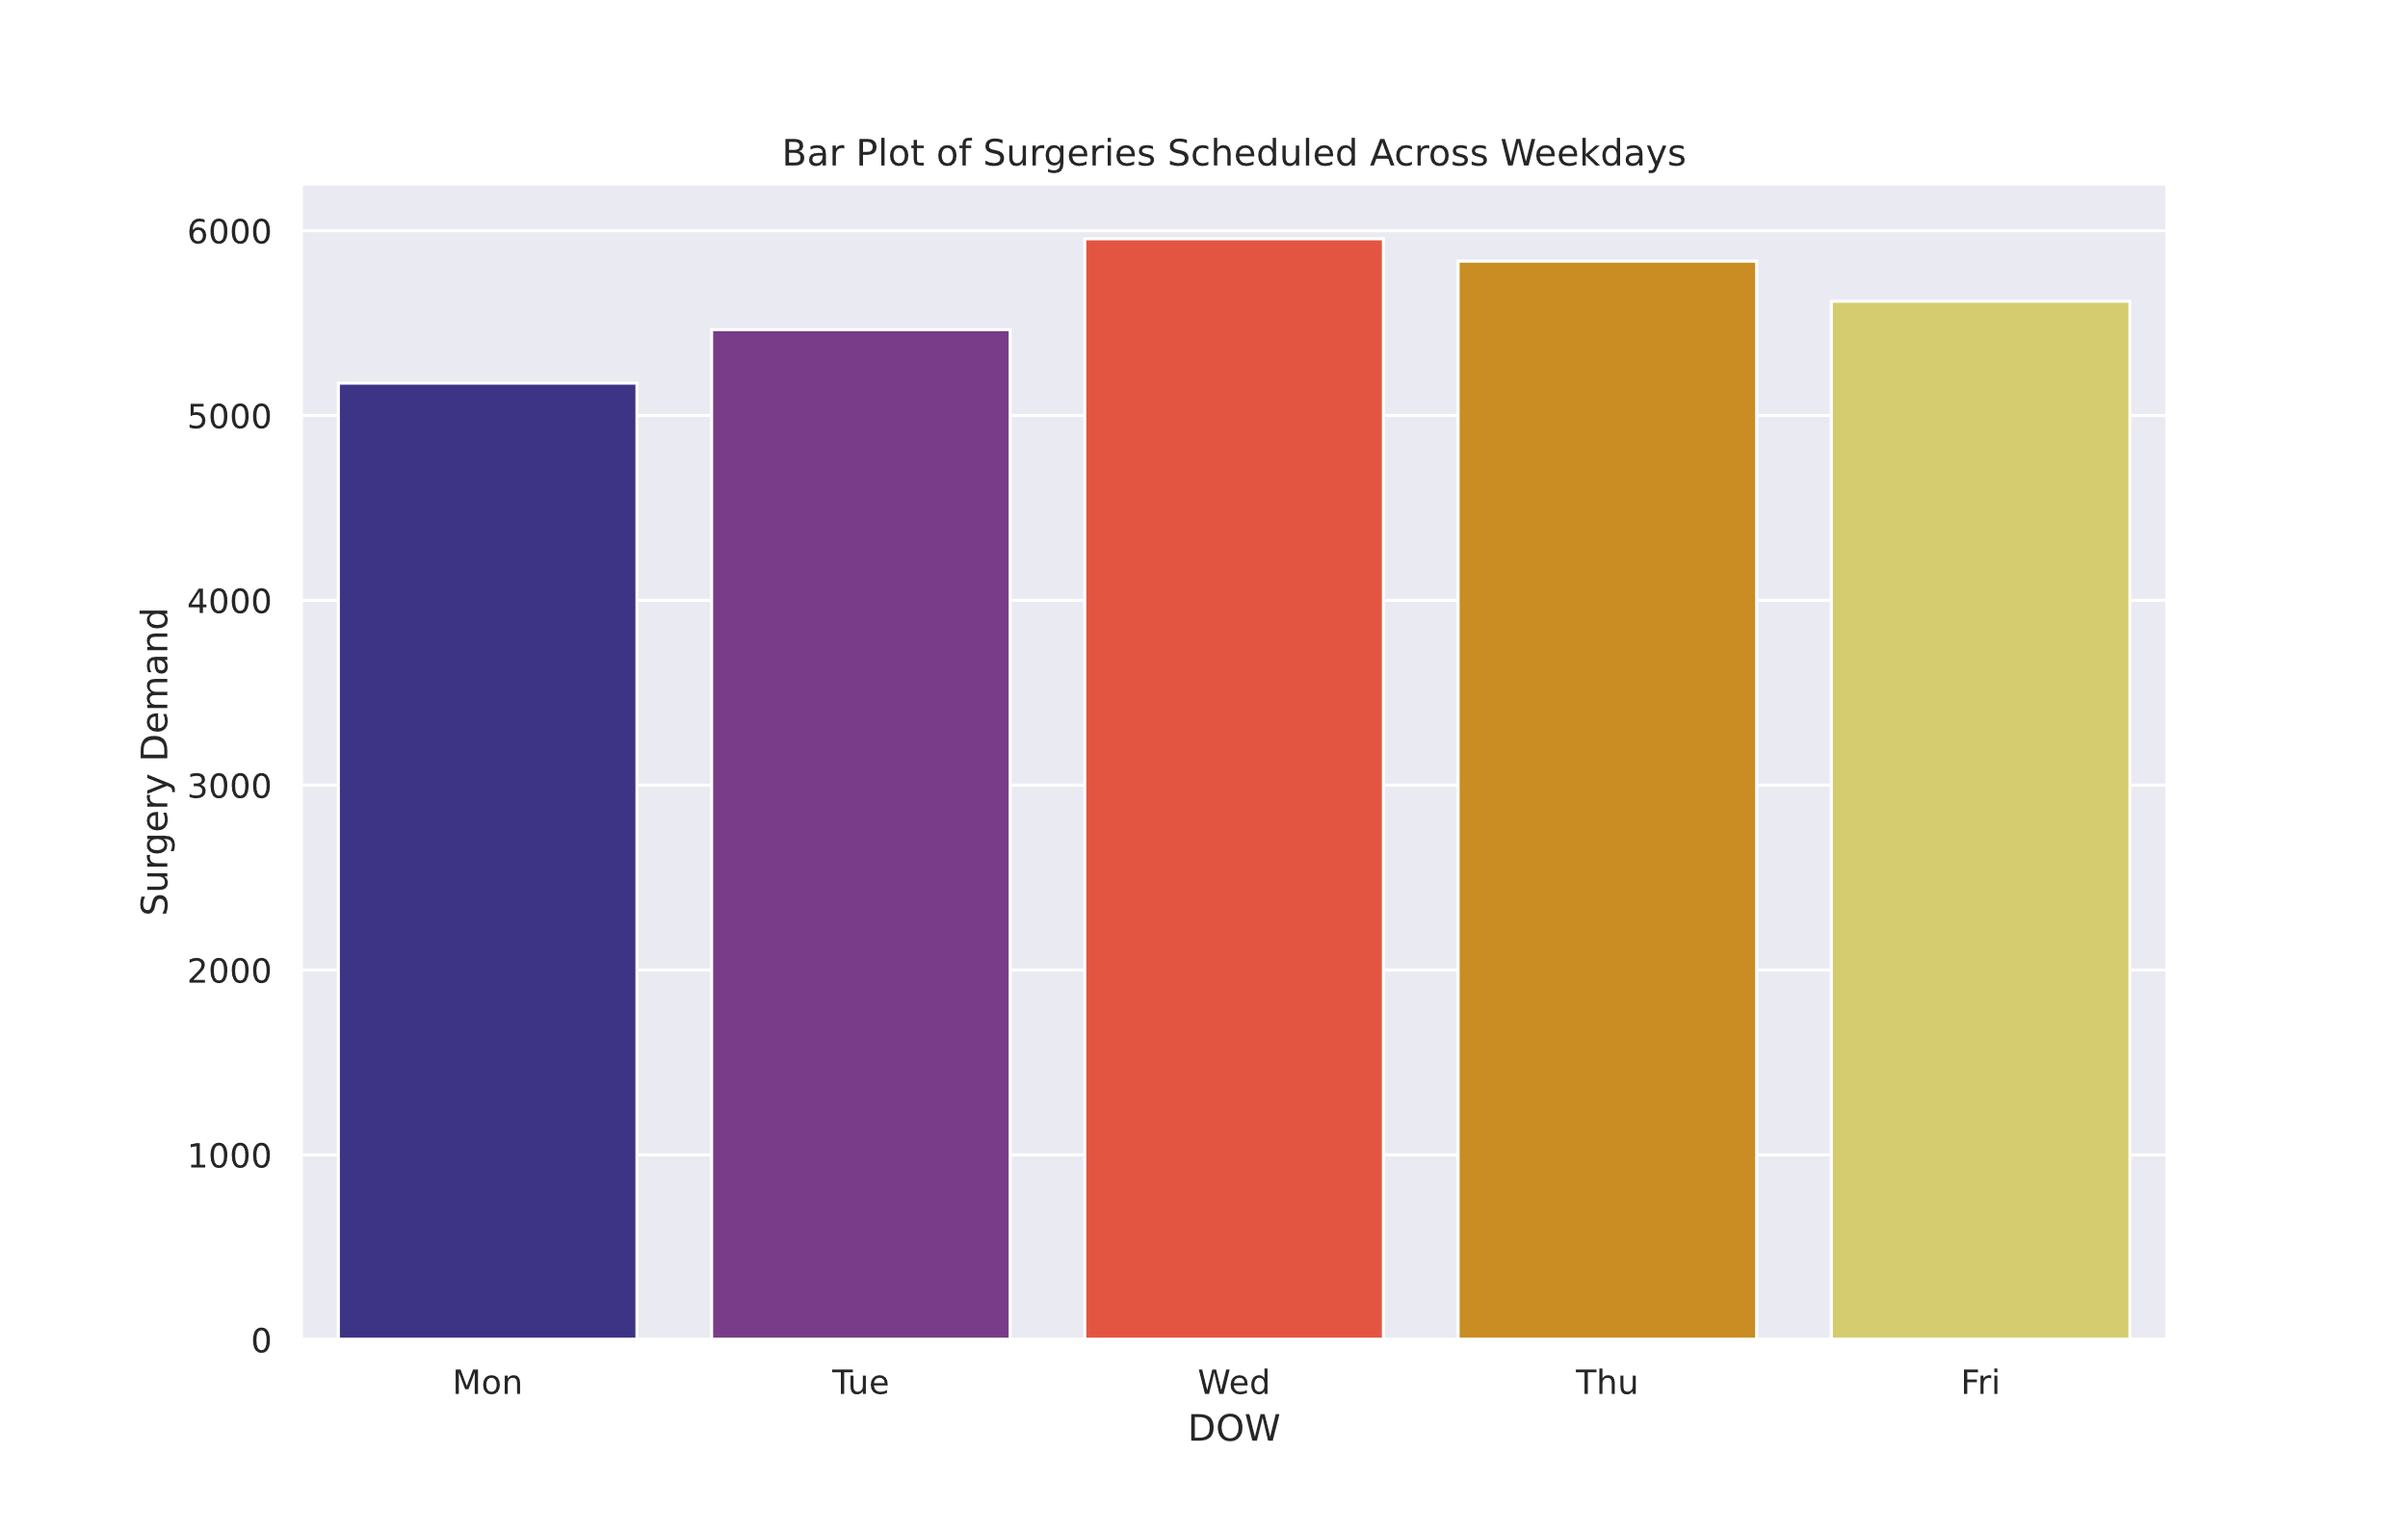 Bar Plot of Surgeries Scheduled Across Weekdays
6000
5000
4000
3000
2000
1000
0
Surgery Demand
Mon Tue Wed Thu Fri
DOW